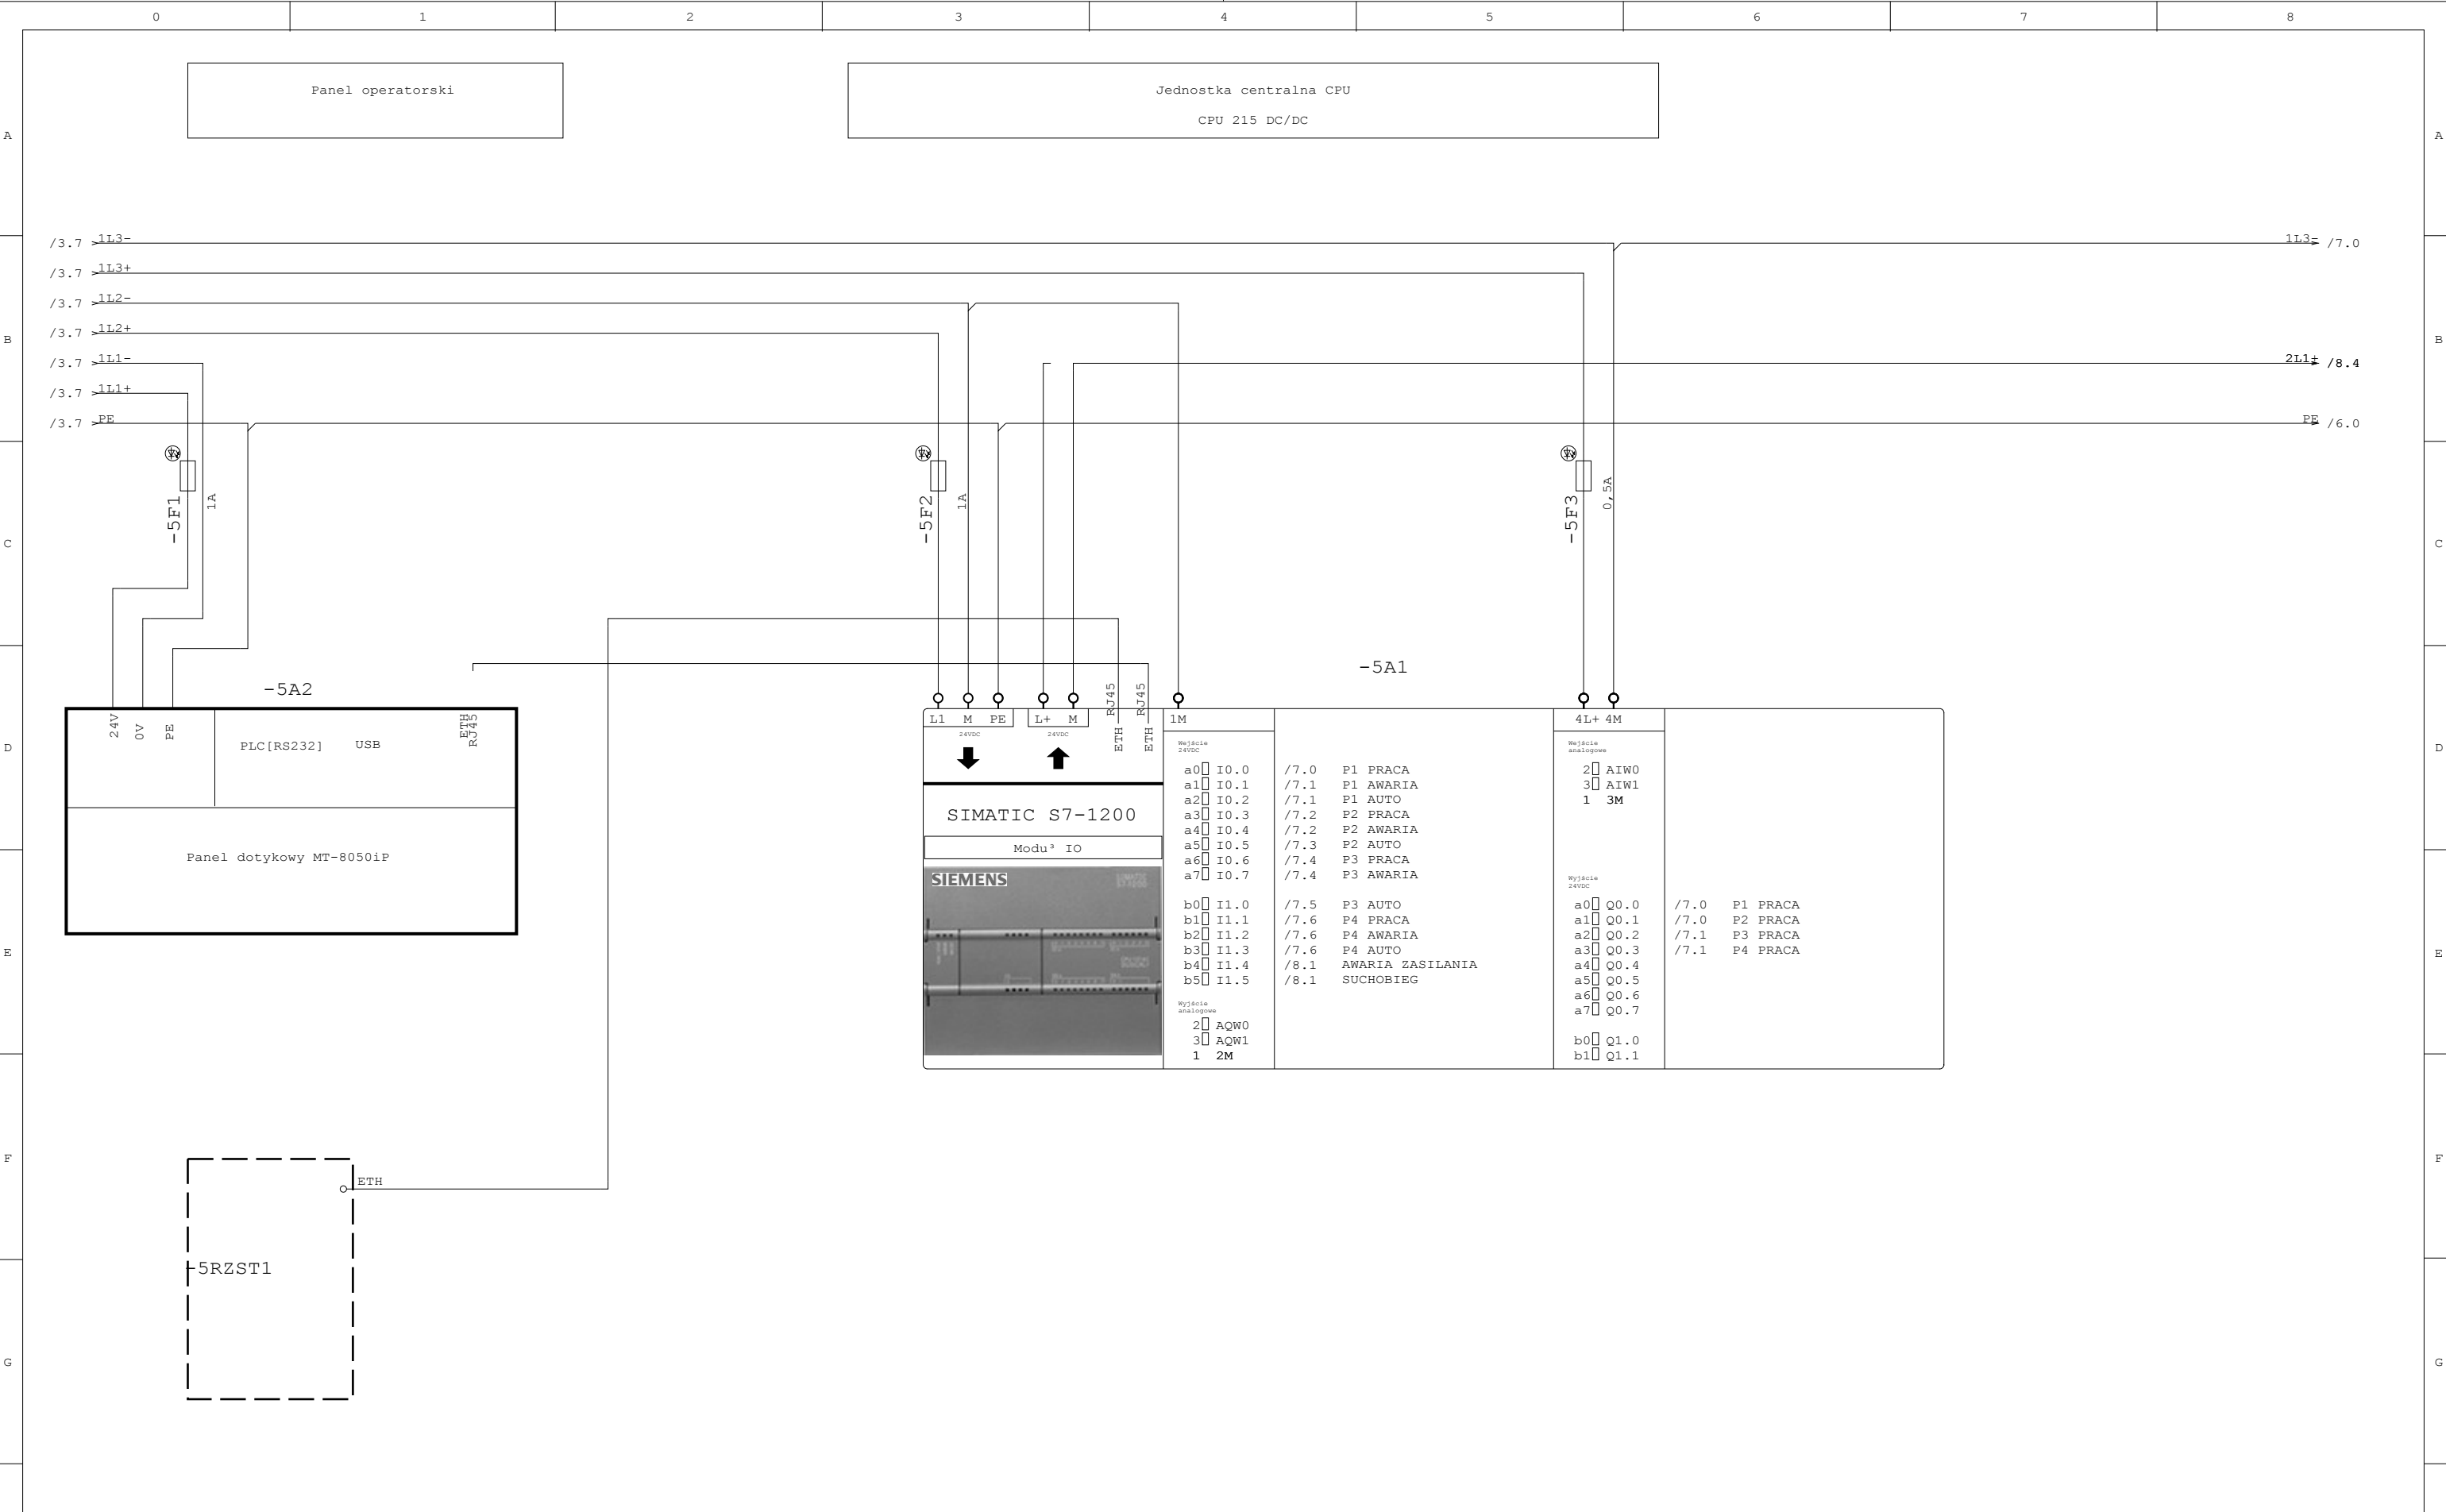 0 1 2 3 4 5 6 7 8
Panel operatorski
Jednostka centralna CPU
CPU 215 DC/DC
A A
/3.7 1L3- 1L3- /7.0
/3.7 1L3+
/3.7 1L2-
/3.7 1L2+
B B
/3.7 1L1- 2L1+ /8.4
/3.7 1L1+
/3.7 PE PE /6.0
-5F1 1A
-5F2 1A
-5F3 0,5A
C C
-5A2
24V 0V PE
PLC[RS232] USB
ETH RJ45
Panel dotykowy MT-8050iP
-5A1
RJ45 RJ45
L1 M PE L+ M
24VDC 24VDC
ETH ETH
SIMATIC S7-1200
Modu³ IO
SIEMENS
SIMATIC
S7-1200
1M
Wejście
24VDC
a0 I0.0 /7.0 P1 PRACA
a1 I0.1 /7.1 P1 AWARIA
a2 I0.2 /7.1 P1 AUTO
a3 I0.3 /7.2 P2 PRACA
a4 I0.4 /7.2 P2 AWARIA
a5 I0.5 /7.3 P2 AUTO
a6 I0.6 /7.4 P3 PRACA
a7 I0.7 /7.4 P3 AWARIA
b0 I1.0 /7.5 P3 AUTO
b1 I1.1 /7.6 P4 PRACA
b2 I1.2 /7.6 P4 AWARIA
b3 I1.3 /7.6 P4 AUTO
b4 I1.4 /8.1 AWARIA ZASILANIA
b5 I1.5 /8.1 SUCHOBIEG
Wyjście
analogowe
2 AQW0
3 AQW1
1 2M
4L+ 4M
Wejście
analogowe
2 AIW0
3 AIW1
1 3M
Wyjście
24VDC
a0 Q0.0 /7.0 P1 PRACA
a1 Q0.1 /7.0 P2 PRACA
a2 Q0.2 /7.1 P3 PRACA
a3 Q0.3 /7.1 P4 PRACA
a4 Q0.4
a5 Q0.5
a6 Q0.6
a7 Q0.7
b0 Q1.0
b1 Q1.1
D D
E E
F F
ETH
-5RZST1
G G